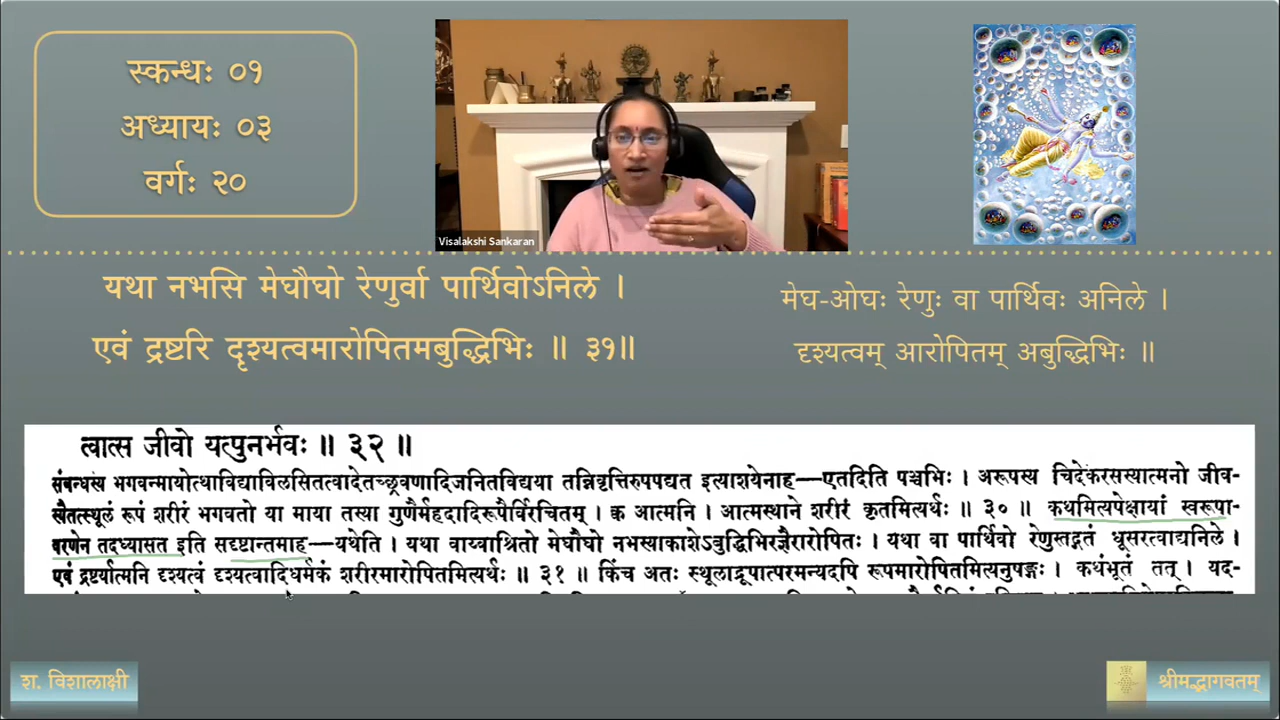 स्कन्धः ०१
अध्यायः ०३
वर्गः २०
Visalakshi Sankaran
यथा नभसि मेघौघो रेणुर्वा पार्थिवोऽनिले ।
एवं द्रष्टरि दृश्यत्वमारोपितमबुद्धिभिः ॥ ३१॥
मेघ-ओघः रेणुः वा पार्थिवः अनिले ।
दृश्यत्वम् आरोपितम् अबुद्धिभिः ॥
त्वात्स जीवो यत्पुनर्भवः ॥ ३२ ॥
संबन्धस्य भगवन्मायोत्थाविद्याविलसितत्वादेतच्छ्रवणादिजनितविद्यया तन्निवृत्तिरुपपद्यत इत्याशयेनाह—एतदिति पञ्चभिः । अरूपस्य चिदेकरसस्यात्मनो जीव-
स्यैतत्स्थूलं रूपं शरीरं भगवतो या माया तस्या गुणैर्महदादिरूपैर्विरचितम् । क्व आत्मनि । आत्मस्थाने शरीरं कृतमित्यर्थः ॥ ३० ॥ कथमित्यपेक्षायां स्वरूपा-
वरणेन तदध्यासत इति सदृष्टान्तमाह—यथेति । यथा वाय्वाश्रितो मेघौघो नभस्याकाशेऽबुद्धिभिरज्ञैरारोपितः । यथा वा पार्थिवो रेणुस्तद्गतं धूसरत्वाद्यनिले ।
एवं द्रष्टर्यात्मनि दृश्यत्वं दृश्यत्वादिधर्मकं शरीरमारोपितमित्यर्थः ॥ ३१ ॥ किंच अतः स्थूलाद्रूपात्परमन्यदपि रूपमारोपितमित्यनुषङ्गः । कथंभूतं तत् । यद-
श. विशालाक्षी
श्रीमद्भागवतम्